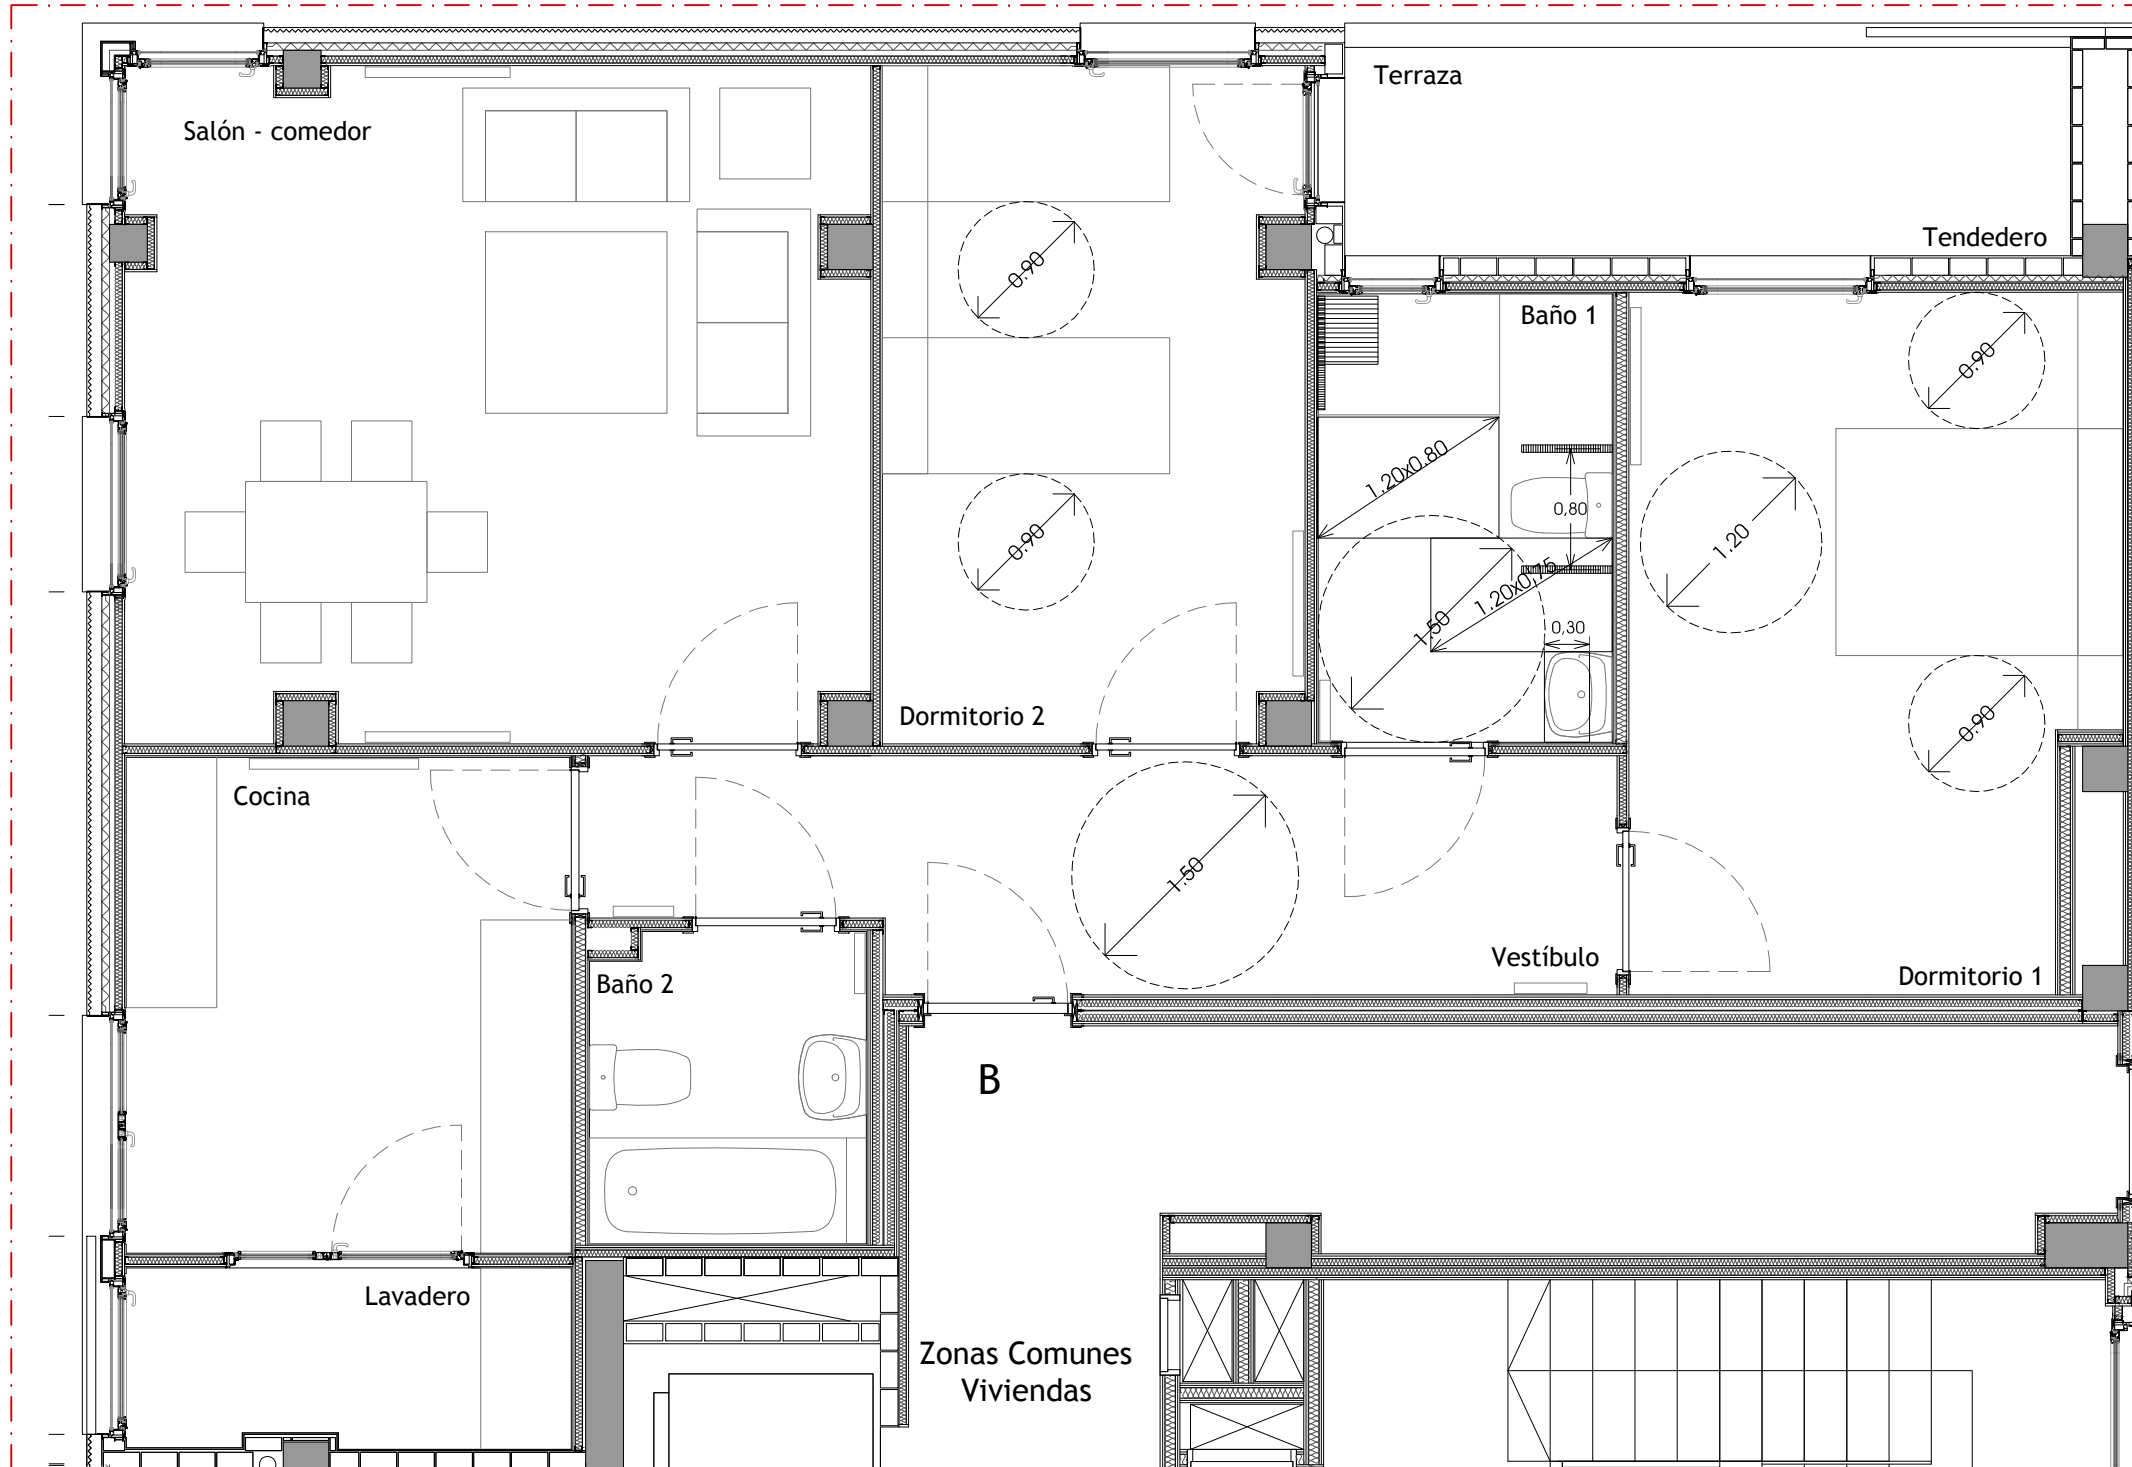 Terraza
Salón - comedor
Tendedero
0.90
Baño 1
0.90
1.20x0.80
0,80
0.90
1.20
1.20x0,75
1.50
0,30
Dormitorio 2
0.90
Cocina
1.50
Vestíbulo
Baño 2
Dormitorio 1
B
Lavadero
Zonas Comunes
Viviendas